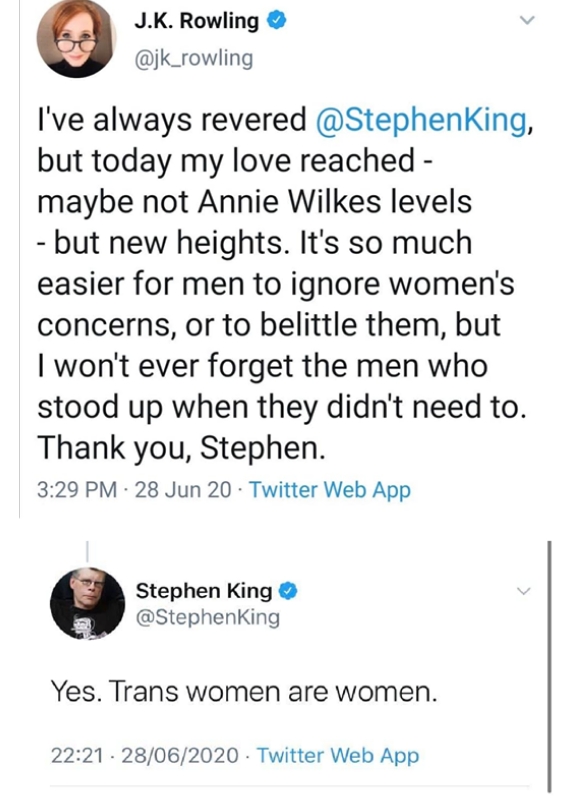 J.K. Rowling
@jk_rowling
I've always revered @StephenKing,
but today my love reached -
maybe not Annie Wilkes levels
- but new heights. It's so much
easier for men to ignore women's
concerns, or to belittle them, but
I won't ever forget the men who
stood up when they didn't need to.
Thank you, Stephen.
3:29 PM · 28 Jun 20 · Twitter Web App
Stephen King
@StephenKing
Yes. Trans women are women.
22:21 · 28/06/2020 · Twitter Web App